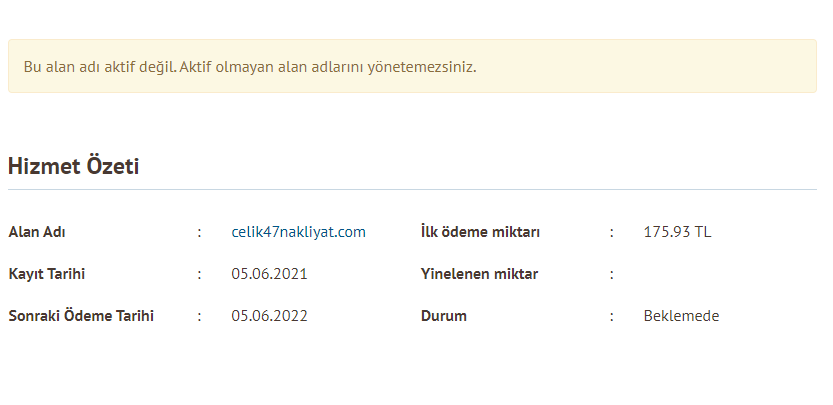 Bu alan adı aktif değil. Aktif olmayan alan adlarını yönetemezsiniz.
Hizmet Özeti
Alan Adı : celik47nakliyat.com İlk ödeme miktarı : 175.93 TL
Kayıt Tarihi : 05.06.2021 Yinelenen miktar :
Sonraki Ödeme Tarihi : 05.06.2022 Durum : Beklemede